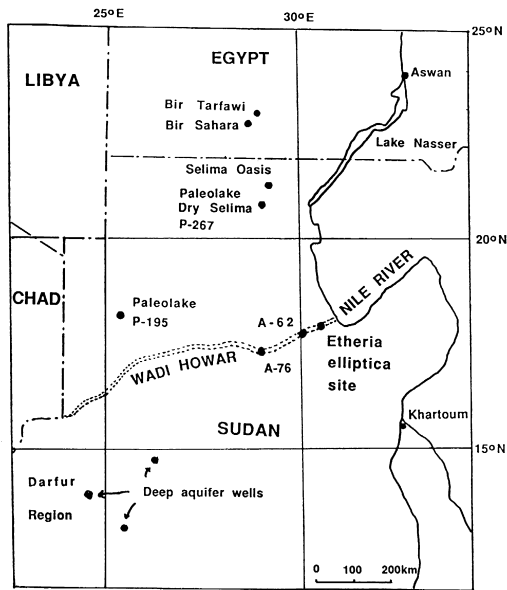 25°E
30°E
25°N
EGYPT
LIBYA
Aswan
Bir Tarfawi
Bir Sahara
Lake Nasser
Selima Oasis
Paleolake
Dry Selima
P-267
20°N
CHAD
NILE RIVER
Paleolake
P-195
A-62
Etheria
elliptica
site
WADI HOWAR
A-76
Khartoum
SUDAN
15°N
Darfur
Region
Deep aquifer wells
0 100 200km